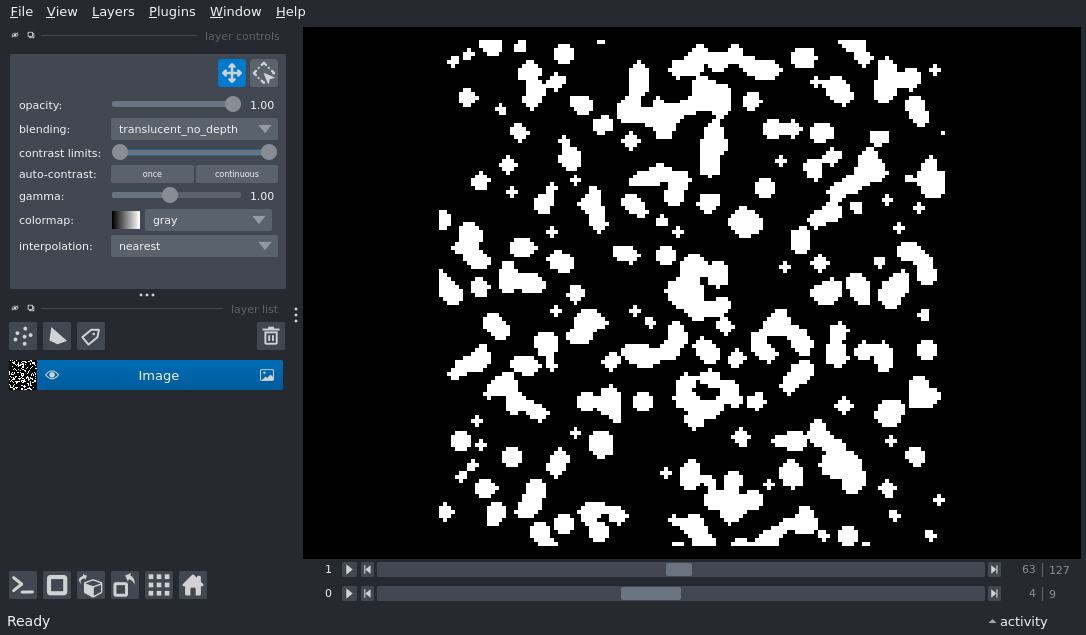 File View Layers Plugins Window Help
layer controls
opacity: 1.00
blending: translucent_no_depth
contrast limits:
auto-contrast: once continuous
gamma: 1.00
colormap: gray
interpolation: nearest
layer list
Image
1 63 127
0 4 9
Ready activity